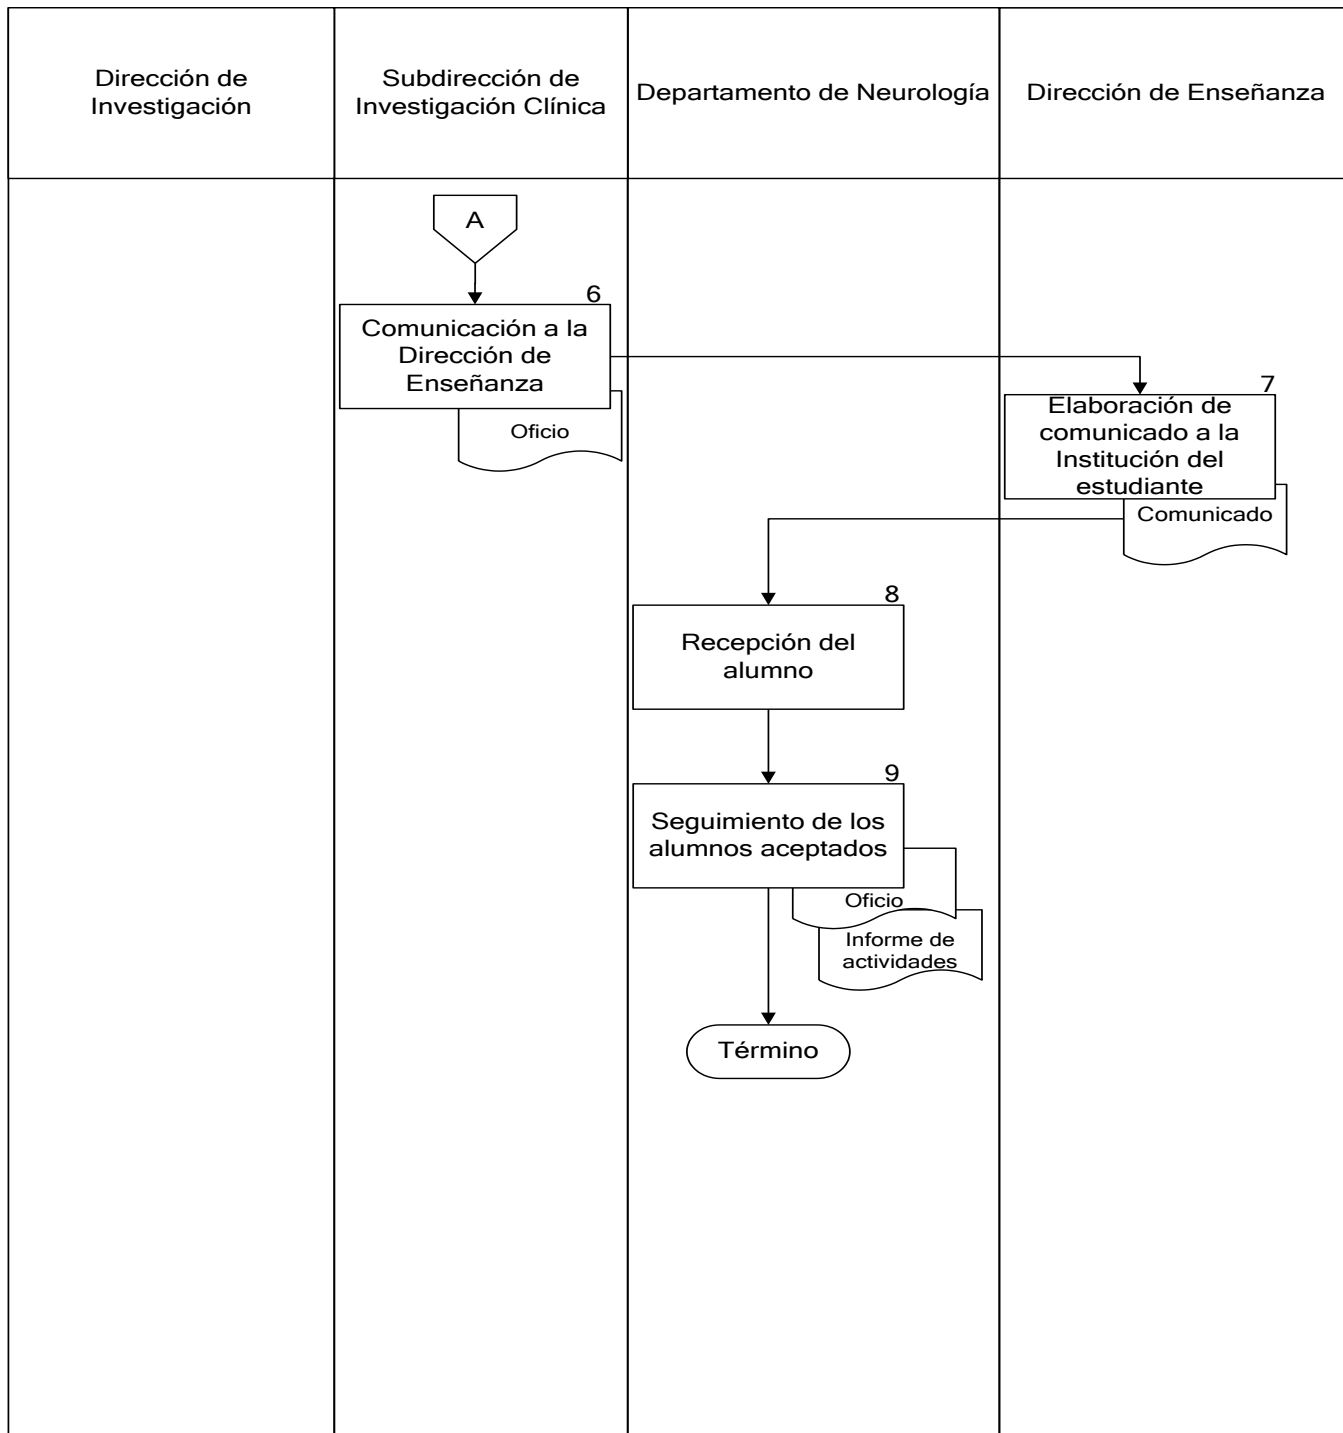 Dirección de
Investigación
Subdirección de
Investigación Clínica
Departamento de Neurología
Dirección de Enseñanza
A
6
Comunicación a la
Dirección de
Enseñanza
Oficio
7
Elaboración de
comunicado a la
Institución del
estudiante
Comunicado
8
Recepción del
alumno
9
Seguimiento de los
alumnos aceptados
Oficio
Informe de
actividades
Término